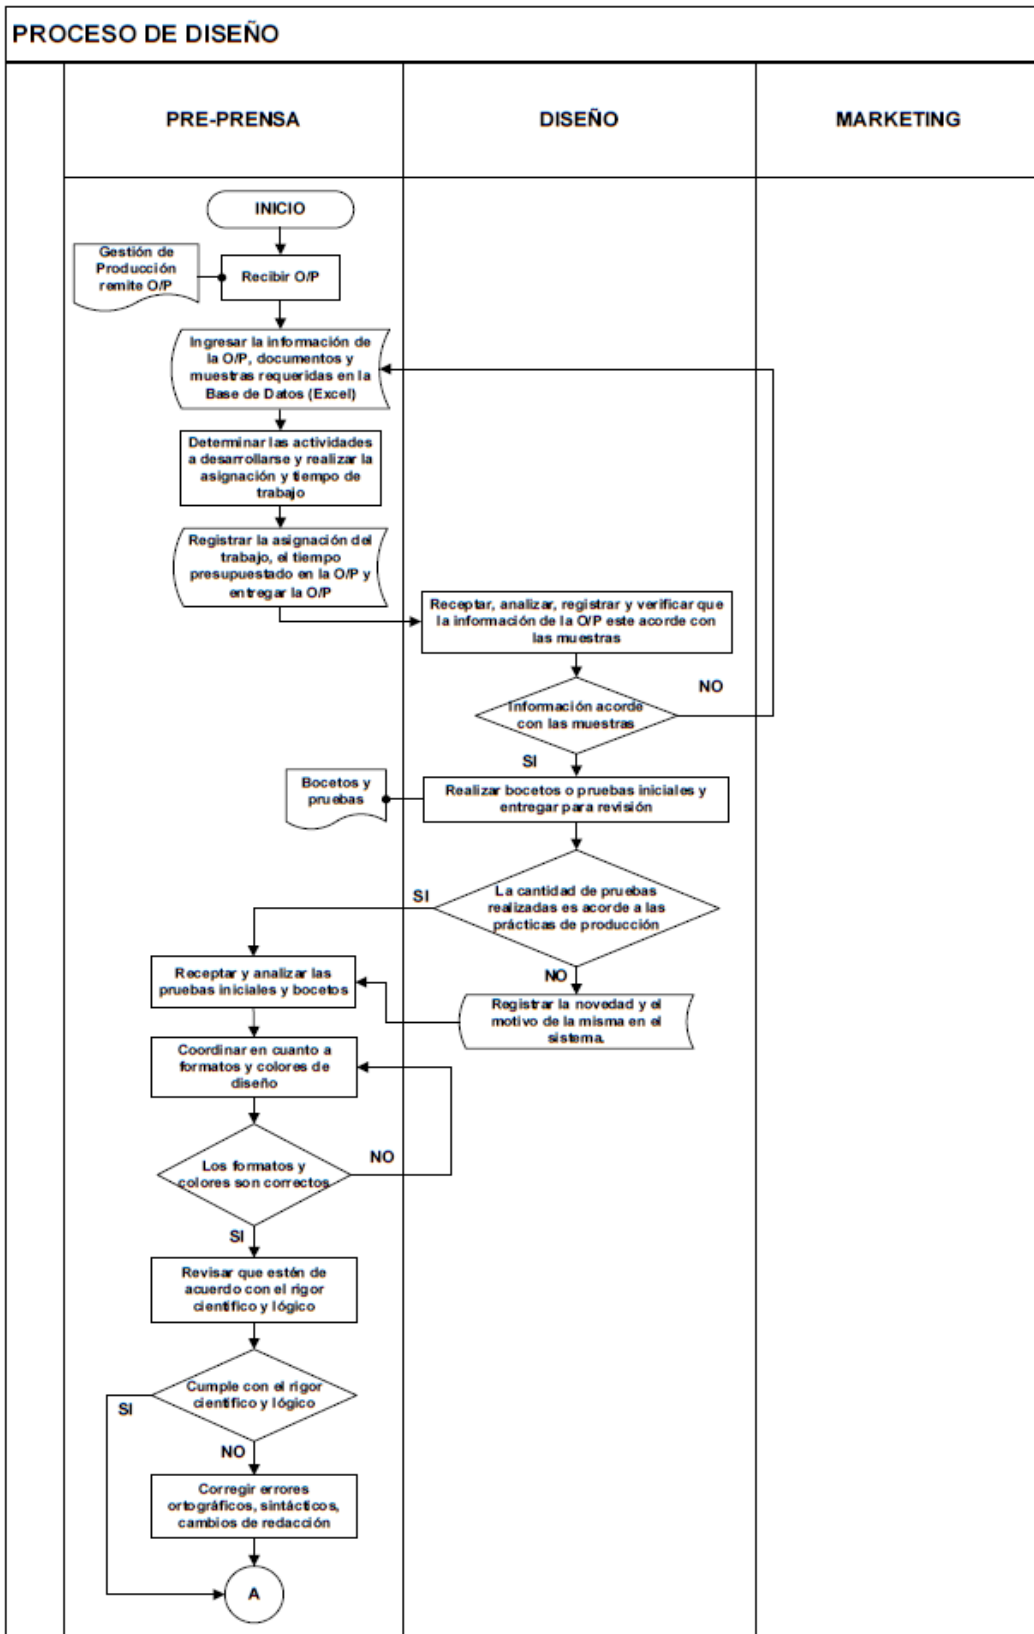 PROCESO DE DISEÑO
PRE-PRENSA
DISEÑO
MARKETING
INICIO
Gestión de
Producción
remite O/P
Recibir O/P
Ingresar la información de
la O/P, documentos y
muestras requeridas en la
Base de Datos (Excel)
Determinar las actividades
a desarrollarse y realizar la
asignación y tiempo de
trabajo
Registrar la asignación del
trabajo, el tiempo
presupuestado en la O/P y
entregar la O/P
Receptar, analizar, registrar y verificar que
la información de la O/P este acorde con
las muestras
Información acorde
con las muestras
NO
SI
Bocetos y
pruebas
Realizar bocetos o pruebas iniciales y
entregar para revisión
La cantidad de pruebas
realizadas es acorde a las
prácticas de producción
SI
NO
Receptar y analizar las
pruebas iniciales y bocetos
Registrar la novedad y el
motivo de la misma en el
sistema.
Coordinar en cuanto a
formatos y colores de
diseño
Los formatos y
colores son correctos
NO
SI
Revisar que estén de
acuerdo con el rigor
científico y lógico
Cumple con el rigor
científico y lógico
SI
NO
Corregir errores
ortográficos, sintácticos,
cambios de redacción
A